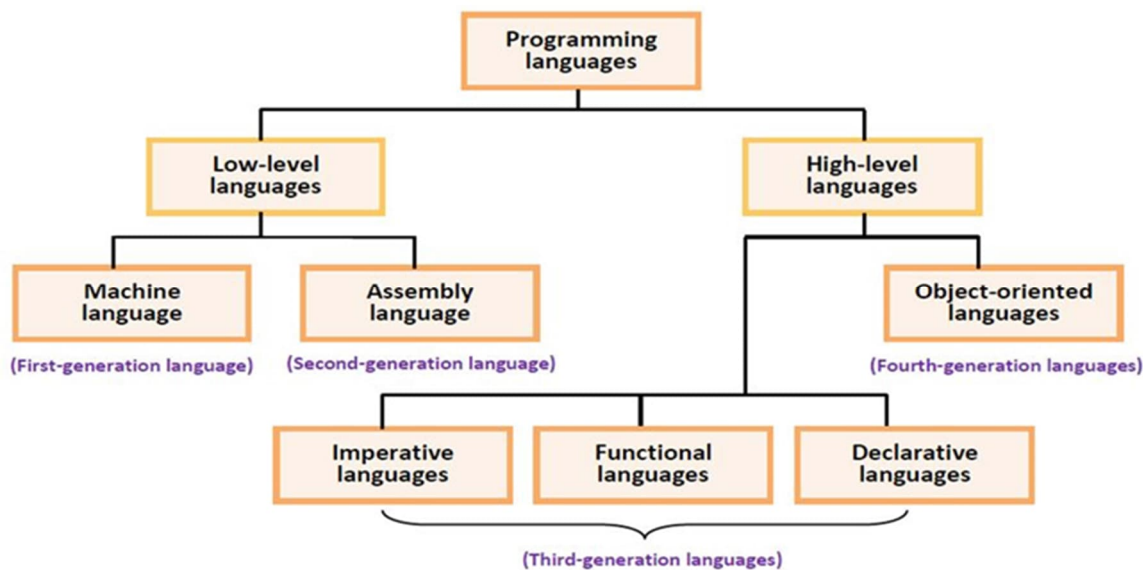 Programming
languages
Low-level
languages
High-level
languages
Machine
language
Assembly
language
Object-oriented
languages
(First-generation language)
(Second-generation language)
(Fourth-generation languages)
Imperative
languages
Functional
languages
Declarative
languages
(Third-generation languages)